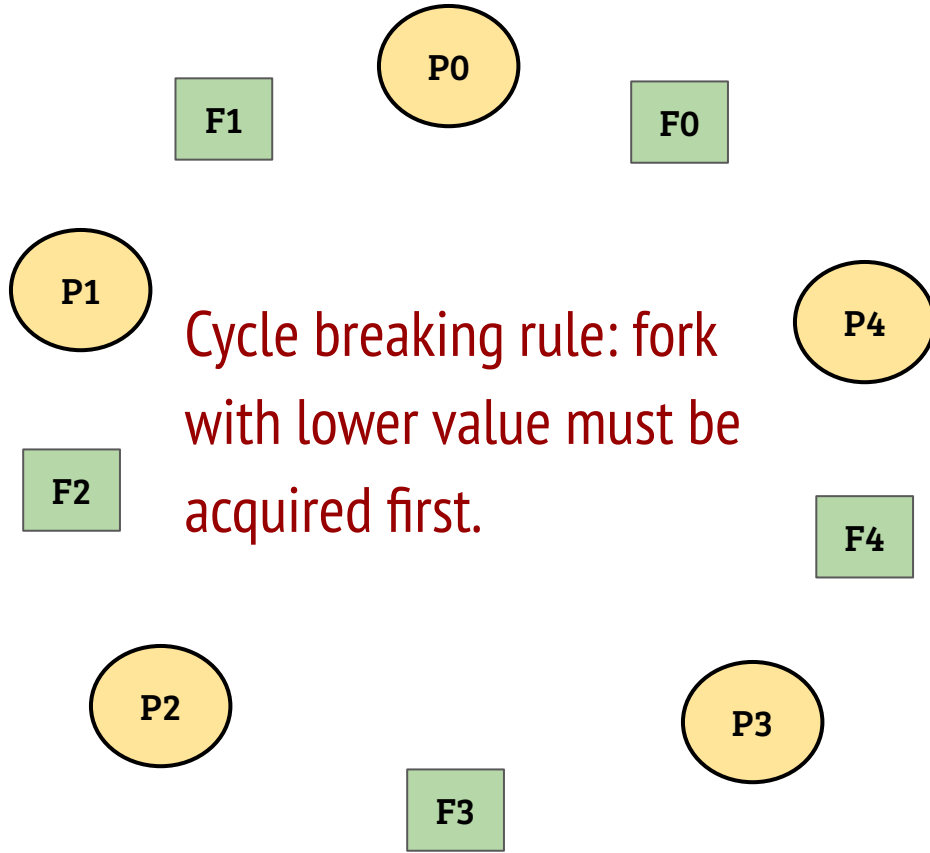 P0
F1
F0
P1
P4
Cycle breaking rule: fork
with lower value must be
acquired first.
F2
F4
P2
P3
F3